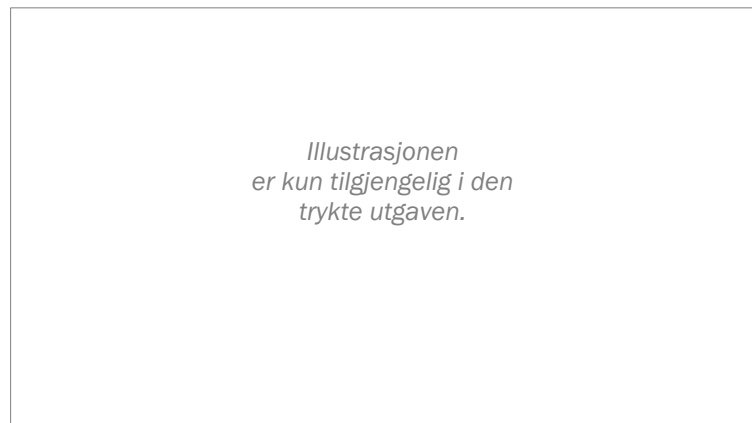 Illustrasjonen
er kun tilgjengelig i den
trykte utgaven.